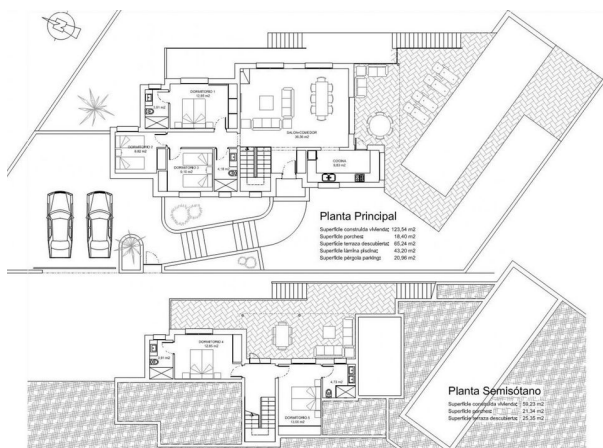 DORMITORIO 1
SALON-COMEDOR
DORMITORIO 3
DORMITORIO 2
COCINA
Planta Principal
Superficie construida vivienda: 123,54 m2
Superficie porches: 18,40 m2
Superficie terraza descubierta: 65,24 m2
Superficie lámina piscina: 43,20 m2
Superficie pérgola parking: 20,96 m2
DORMITORIO 4
DORMITORIO 5
Planta Semisótano
Superficie construida vivienda: 59,23 m2
Superficie porches: 21,34 m2
Superficie terraza descubierta: 25,35 m2